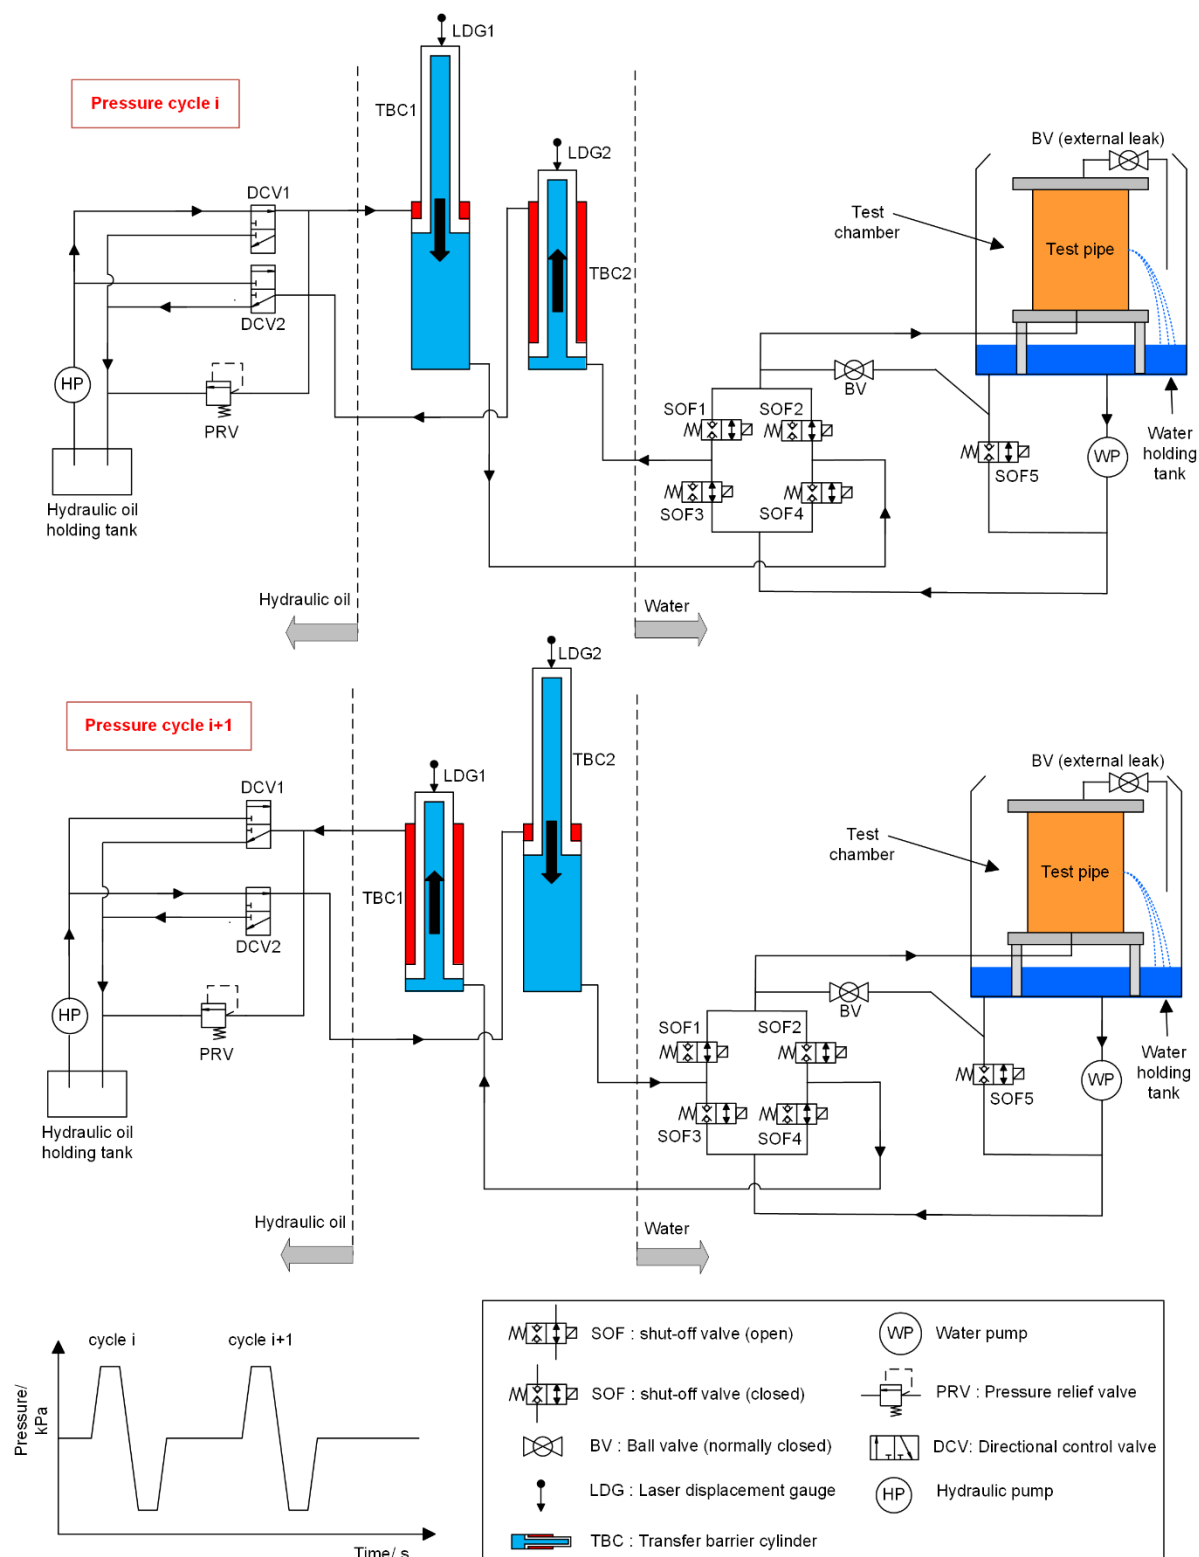 LDG1
Pressure cycle i
TBC1
LDG2
BV (external leak)
DCV1
Test
chamber
Test pipe
TBC2
DCV2
HP
PRV
BV
SOF1
SOF2
WP
Water
holding
tank
SOF5
SOF3
SOF4
Hydraulic oil
holding tank
Hydraulic oil
Water
LDG2
Pressure cycle i+1
TBC2
LDG1
BV (external leak)
DCV1
Test
chamber
Test pipe
TBC1
DCV2
HP
PRV
BV
SOF1
SOF2
WP
Water
holding
tank
SOF5
SOF3
SOF4
Hydraulic oil
holding tank
Hydraulic oil
Water
cycle i
cycle i+1
Pressure/
kPa
Time/ s
SOF : shut-off valve (open)
WP
Water pump
SOF : shut-off valve (closed)
PRV : Pressure relief valve
BV : Ball valve (normally closed)
DCV: Directional control valve
LDG : Laser displacement gauge
HP
Hydraulic pump
TBC : Transfer barrier cylinder